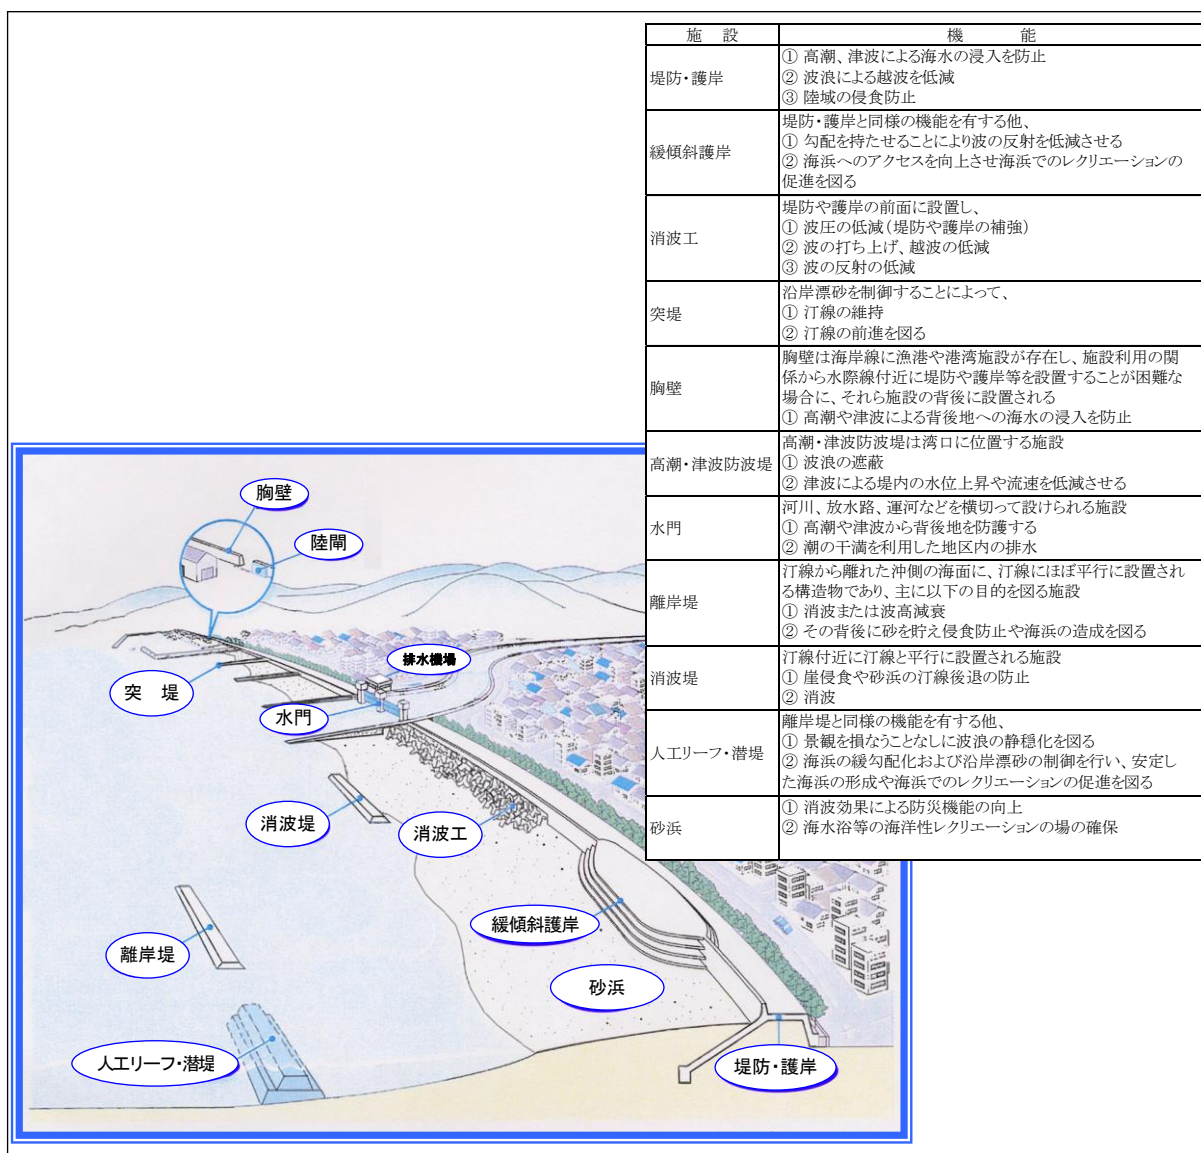 施 設 機 能
堤防・護岸
① 高潮、津波による海水の浸入を防止
② 波浪による越波を低減
③ 陸域の侵食防止
緩傾斜護岸
堤防・護岸と同様の機能を有する他、
① 勾配を持たせることにより波の反射を低減させる
② 海浜へのアクセスを向上させ海浜でのレクリエーションの
促進を図る
消波工
堤防や護岸の前面に設置し、
① 波圧の低減（堤防や護岸の補強）
② 波の打ち上げ、越波の低減
③ 波の反射の低減
突堤
沿岸漂砂を制御することによって、
① 汀線の維持
② 汀線の前進を図る
胸壁
胸壁は海岸線に漁港や港湾施設が存在し、施設利用の関
係から水際線付近に堤防や護岸等を設置することが困難な
場合に、それら施設の背後に設置される
① 高潮や津波による背後地への海水の浸入を防止
高潮・津波防波堤
高潮・津波防波堤は湾口に位置する施設
① 波浪の遮蔽
② 津波による堤内の水位上昇や流速を低減させる
水門
河川、放水路、運河などを横切って設けられる施設
① 高潮や津波から背後地を防護する
② 潮の干満を利用した地区内の排水
離岸堤
汀線から離れた沖側の海面に、汀線にほぼ平行に設置され
る構造物であり、主に以下の目的を図る施設
① 消波または波高減衰
② その背後に砂を貯え侵食防止や海浜の造成を図る
消波堤
汀線付近に汀線と平行に設置される施設
① 崖侵食や砂浜の汀線後退の防止
② 消波
人工リーフ・潜堤
離岸堤と同様の機能を有する他、
① 景観を損なうことなしに波浪の静穏化を図る
② 海浜の緩勾配化および沿岸漂砂の制御を行い、安定し
た海浜の形成や海浜でのレクリエーションの促進を図る
砂浜
① 消波効果による防災機能の向上
② 海水浴等の海洋性レクリエーションの場の確保
胸壁
陸閘
排水機場
突 堤
水門
消波堤
消波工
緩傾斜護岸
離岸堤
砂浜
人工リーフ・潜堤
堤防・護岸